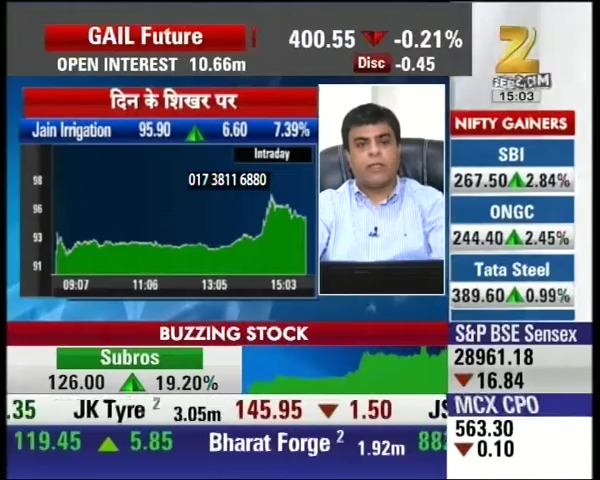 GAIL Future
400.55 -0.21%
OPEN INTEREST 10.66m
Disc -0.45
15:03
दिन के शिखर पर
Jain Irrigation 95.90 6.60 7.39%
Intraday
017 3811 6880
98
96
93
91
09:07 11:06 13:05 15:03
NIFTY GAINERS
SBI
267.50 2.84%
ONGC
244.40 2.45%
Tata Steel
389.60 0.99%
BUZZING STOCK
Subros
126.00 19.20%
S&P BSE Sensex
28961.18
16.84
MCX CPO
563.30
0.10
.35 JK Tyre 2 3.05m 145.95 1.50 JS
119.45 5.85 Bharat Forge 2 1.92m